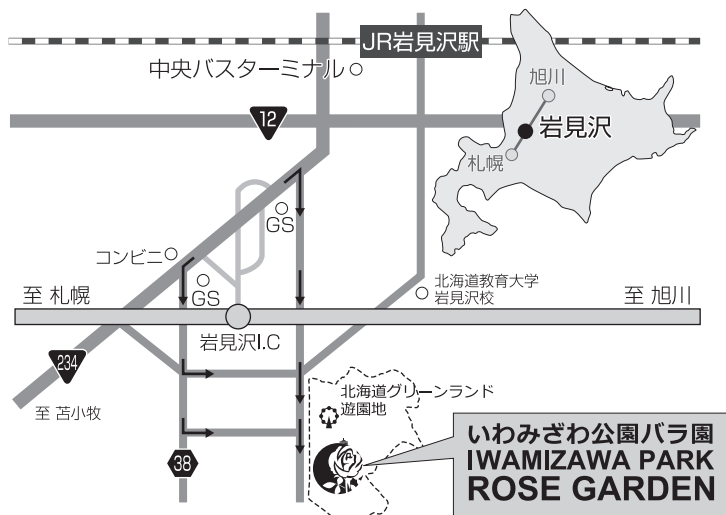 JR岩見沢駅
中央バスターミナル
旭川
12
岩見沢
札幌
GS
コンビニ
GS
北海道教育大学
岩見沢校
至 札幌
至 旭川
岩見沢I.C
234
北海道グリーンランド
遊園地
至 苫小牧
いわみざわ公園バラ園
IWAMIZAWA PARK
ROSE GARDEN
38